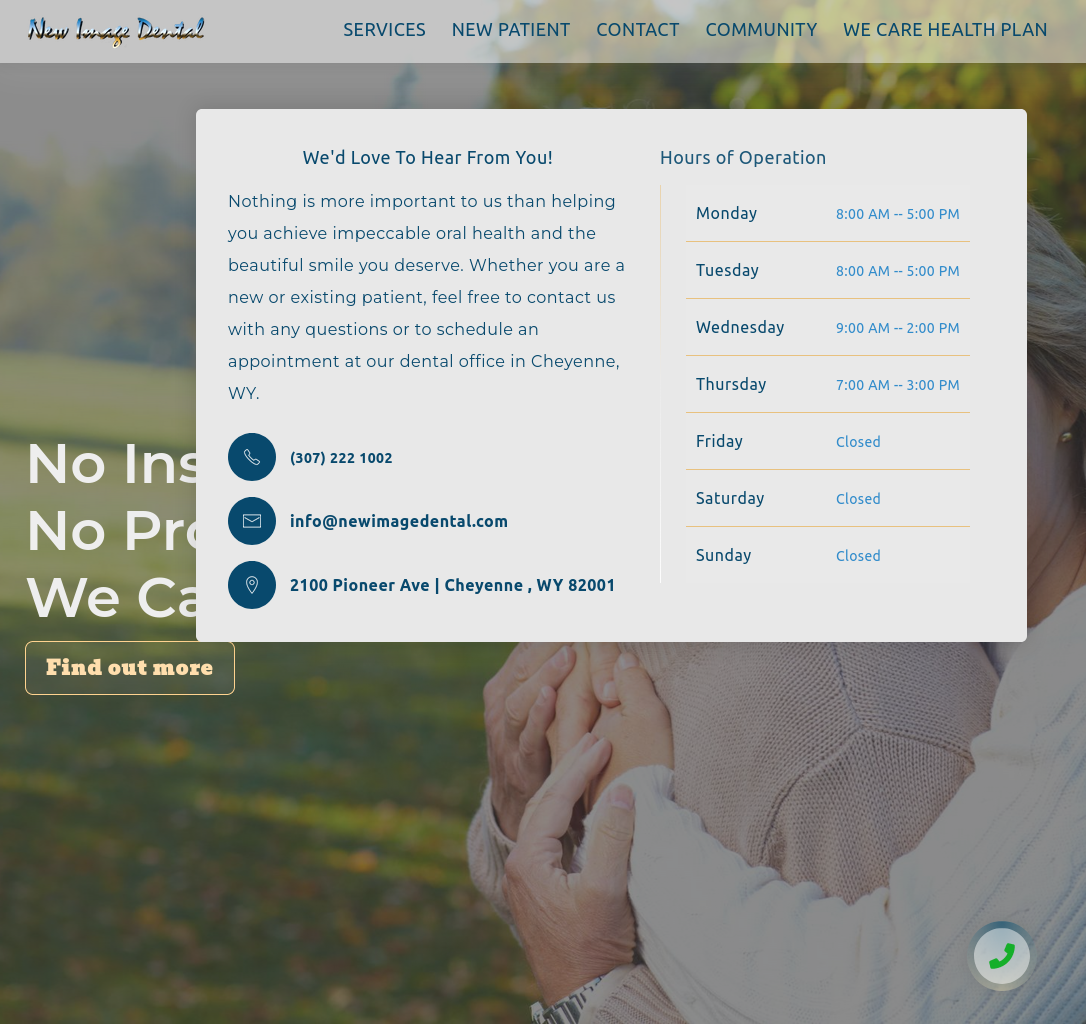 New Image Dental
SERVICES NEW PATIENT CONTACT COMMUNITY WE CARE HEALTH PLAN
We'd Love To Hear From You!
Nothing is more important to us than helping
you achieve impeccable oral health and the
beautiful smile you deserve. Whether you are a
new or existing patient, feel free to contact us
with any questions or to schedule an
appointment at our dental office in Cheyenne,
WY.
(307) 222 1002
info@newimagedental.com
2100 Pioneer Ave | Cheyenne , WY 82001
Hours of Operation
Monday 8:00 AM -- 5:00 PM
Tuesday 8:00 AM -- 5:00 PM
Wednesday 9:00 AM -- 2:00 PM
Thursday 7:00 AM -- 3:00 PM
Friday Closed
Saturday Closed
Sunday Closed
No
No
We
Find out more